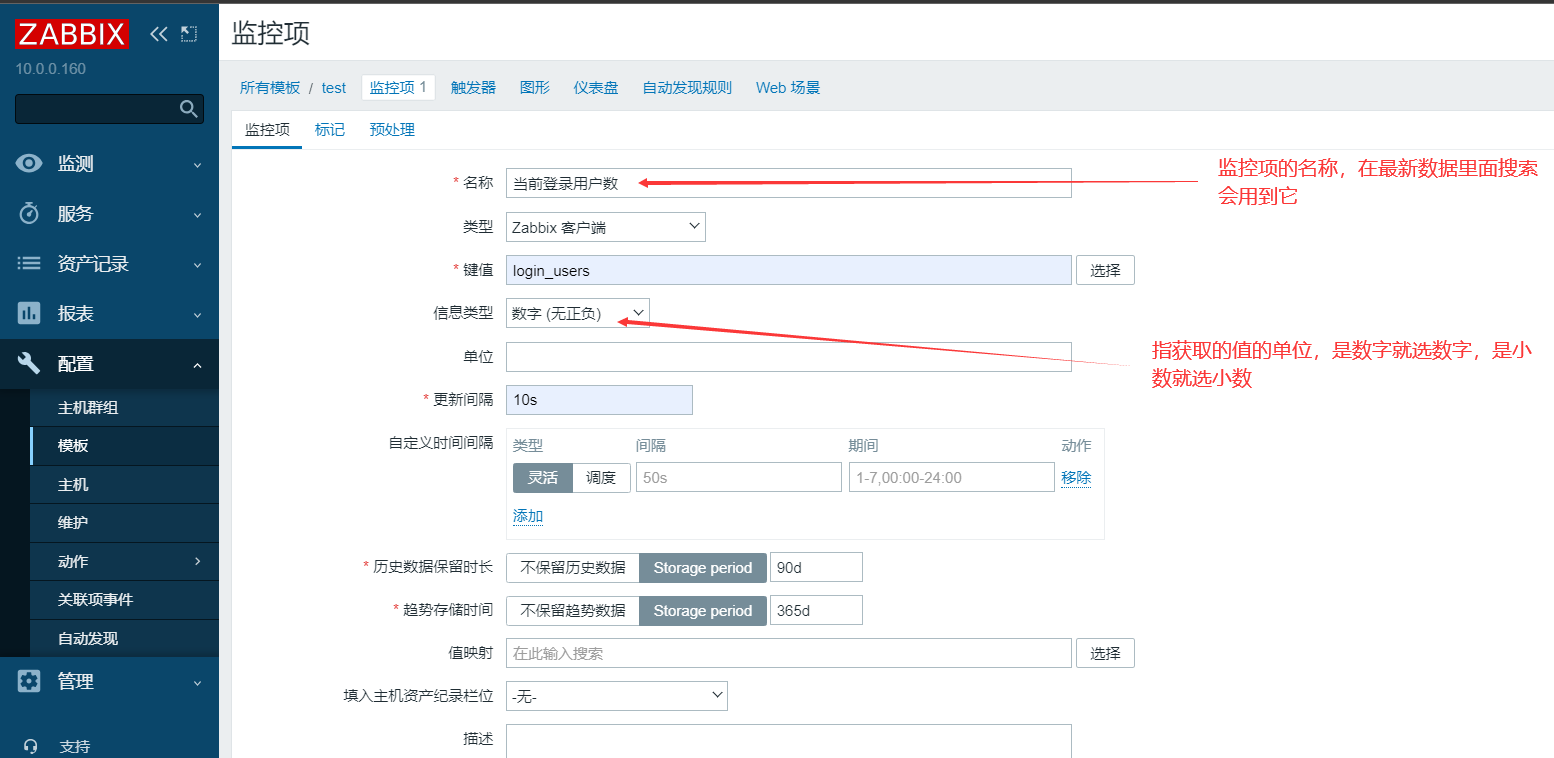 ZABBIX
监控项
10.0.0.160
所有模板 / test 监控项 1 触发器 图形 仪表盘 自动发现规则 Web 场景
监控项 标记 预处理
监测
服务
资产记录
报表
配置
主机群组
模板
主机
维护
动作
关联项事件
自动发现
管理
支持
* 名称 当前登录用户数
监控项的名称，在最新数据里面搜索
会用到它
类型 Zabbix 客户端
* 键值 login_users 选择
信息类型 数字 (无正负)
指获取的值的单位，是数字就选数字，是小
数就选小数
单位
* 更新间隔 10s
自定义时间间隔 类型 间隔 期间 动作
灵活 调度 50s 1-7,00:00-24:00 移除
添加
* 历史数据保留时长 不保留历史数据 Storage period 90d
* 趋势存储时间 不保留趋势数据 Storage period 365d
值映射 在此输入搜索 选择
填入主机资产纪录栏位 -无-
描述